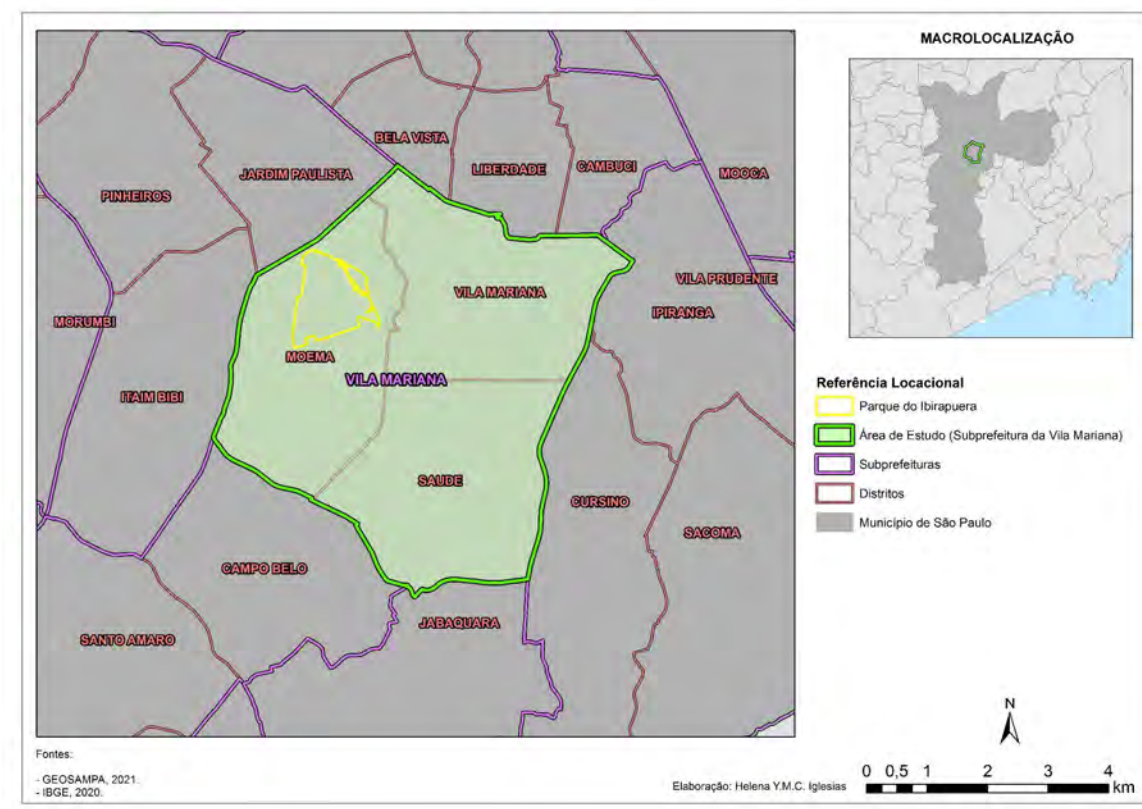 MACROLOCALIZAÇÃO
BELA VISTA
LIBERDADE
CAMBUCI
JARDIM PAULISTA
MOOCA
PINHEIROS
VILA PRUDENTE
VILA MARIANA
IPIRANGA
MORUMBI
MOEMA
VILA MARIANA
ITAIM BIBI
SAUDE
CURSINO
SACOMA
CAMPO BELO
JABAQUARA
SANTO AMARO
Referência Locacional
Parque do Ibirapuera
Área de Estudo (Subprefeitura da Vila Mariana)
Subprefeituras
Distritos
Município de São Paulo
N
0 0,5 1 2 3 4
km
Fontes:
- GEOSAMPA, 2021.
- IBGE, 2020.
Elaboração: Helena Y.M.C. Iglesias